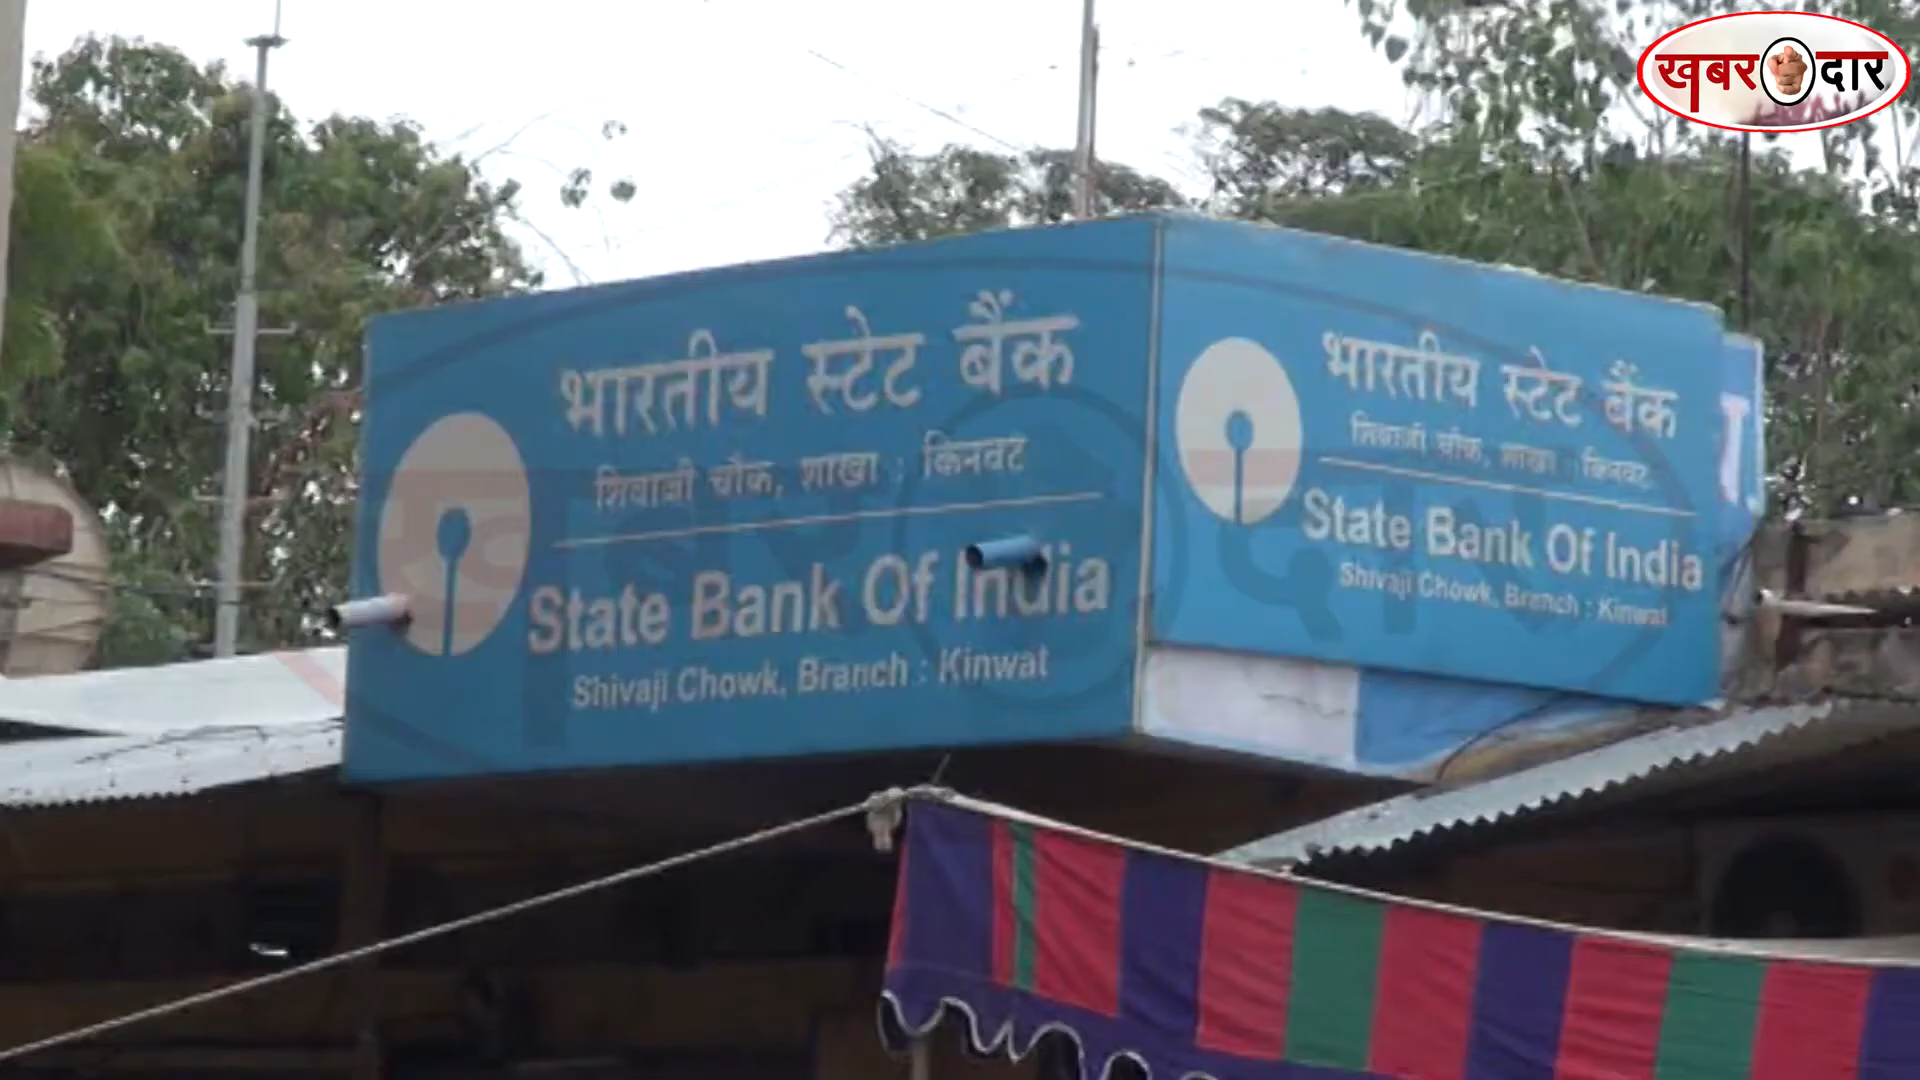 खबरदार
भारतीय स्टेट बैंक
शिवाजी चौक, शाखा : किनवट
State Bank Of India
Shivaji Chowk, Branch : Kinwat
भारतीय स्टेट बैंक
शिवाजी चौक, शाखा : किनवट
State Bank Of India
Shivaji Chowk, Branch : Kinwat
T.